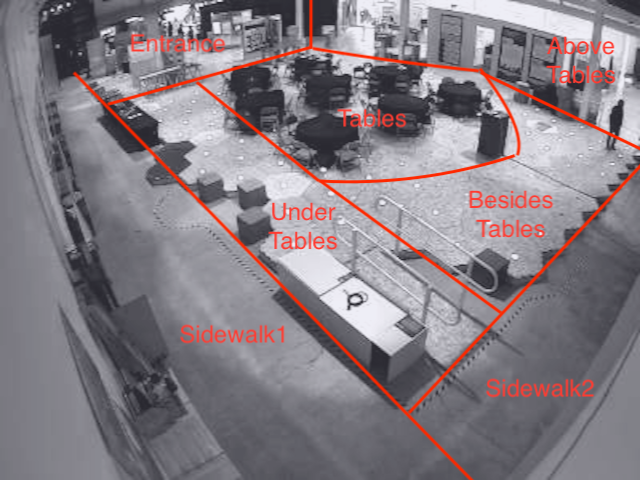 Entrance
Above
Tables
Tables
Besides
Tables
Under
Tables
Sidewalk1
Sidewalk2